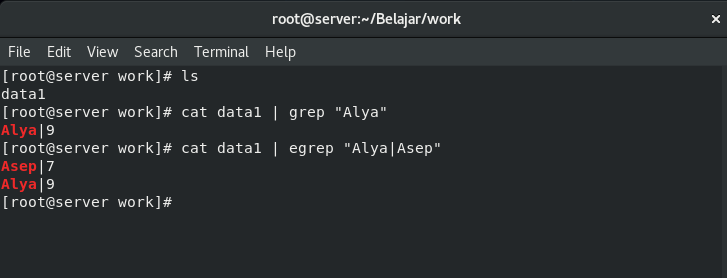 root@server:~/Belajar/work
File Edit View Search Terminal Help
[root@server work]# ls
data1
[root@server work]# cat data1 | grep "Alya"
Alya|9
[root@server work]# cat data1 | egrep "Alya|Asep"
Asep|7
Alya|9
[root@server work]#